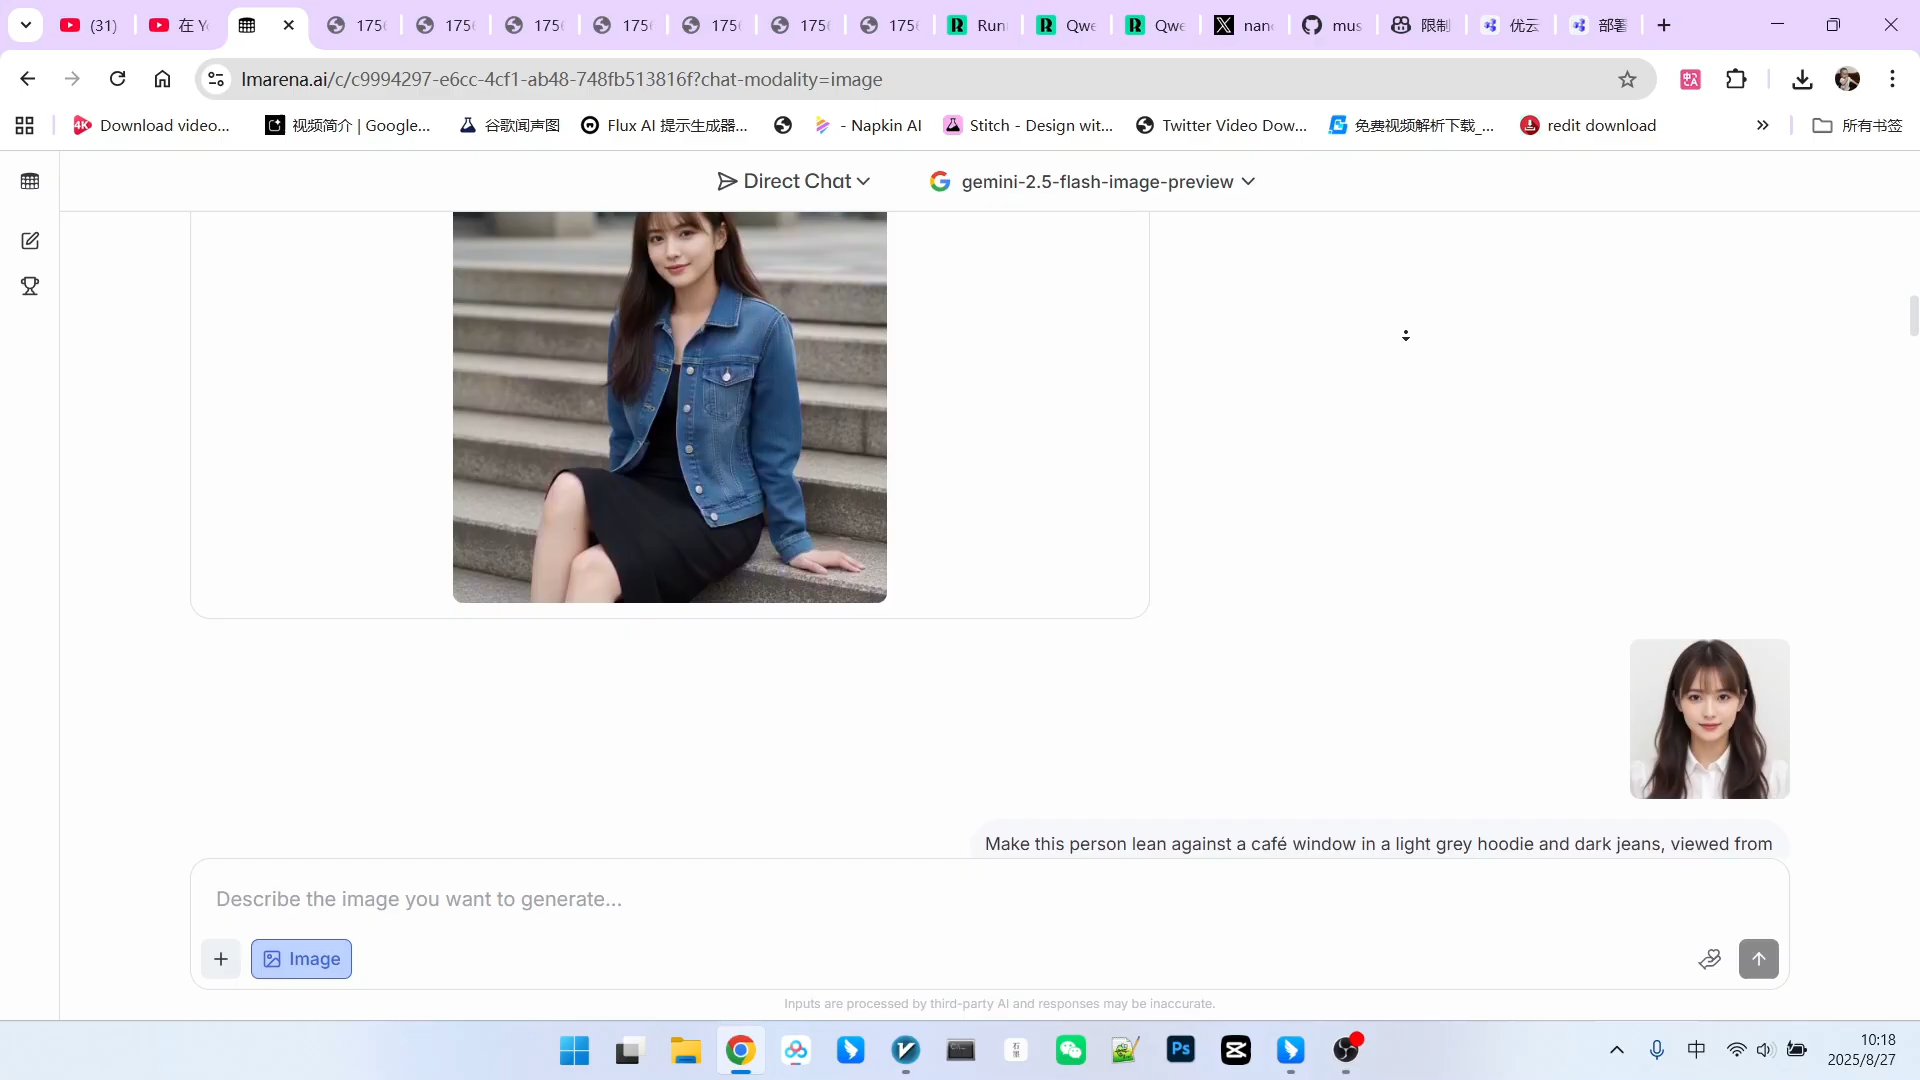 (31)
在 Y
175
175
175
175
175
175
175
Run
Qwe
Qwe
nan
mus
限制
优云
部署
lmarena.ai/c/c9994297-e6cc-4cf1-ab48-748fb513816f?chat-modality=image
Download video...
视频简介 | Google...
谷歌闻声图
Flux AI 提示生成器...
- Napkin AI
Stitch - Design wit...
Twitter Video Dow...
免费视频解析下载_...
redit download
所有书签
Direct Chat
gemini-2.5-flash-image-preview
Make this person lean against a café window in a light grey hoodie and dark jeans, viewed from
Describe the image you want to generate...
Image
Inputs are processed by third-party AI and responses may be inaccurate.
Ps
中
10:18
2025/8/27